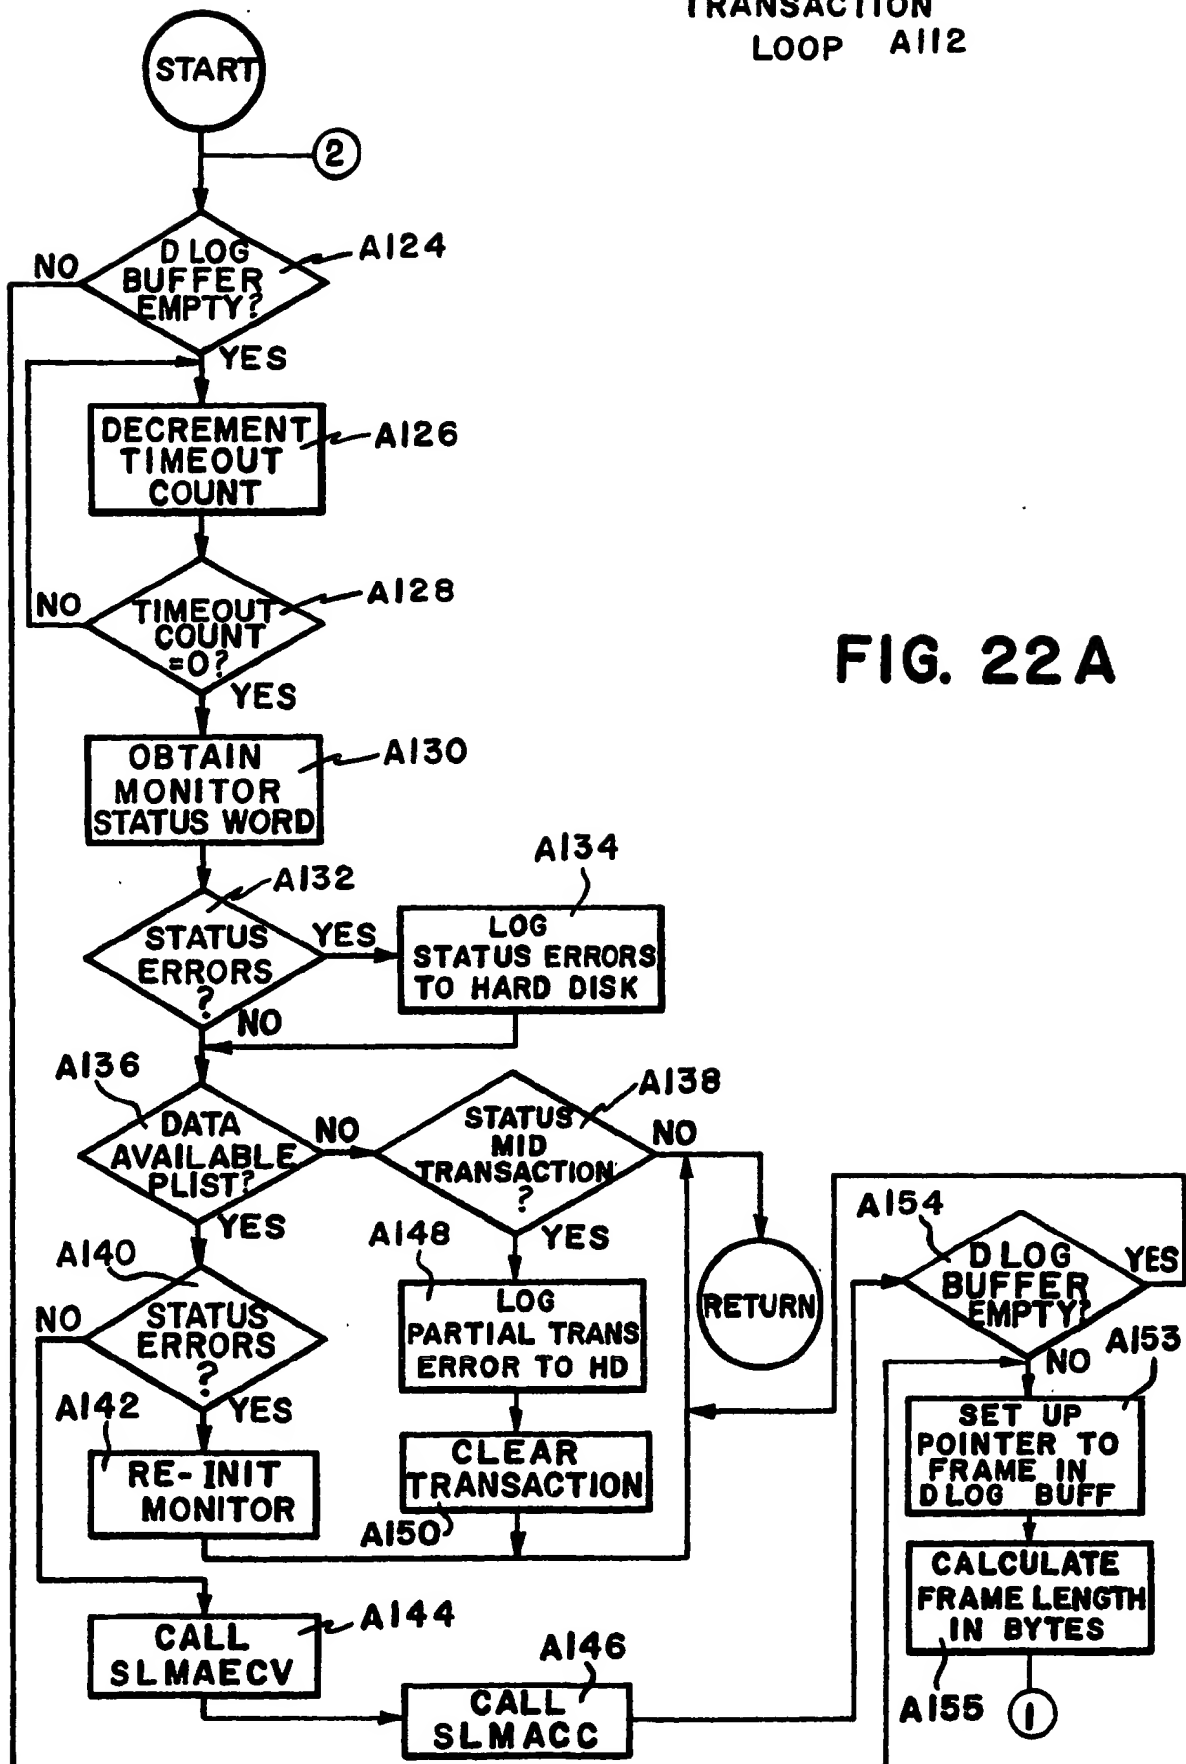 TRANSACTION
LOOP A112
START
2
D LOG
BUFFER
EMPTY?
A124
NO
YES
DECREMENT
TIMEOUT
COUNT
A126
TIMEOUT
COUNT
=0?
A128
NO
YES
FIG. 22A
OBTAIN
MONITOR
STATUS WORD
A130
STATUS
ERRORS
?
A132
YES
NO
A134
LOG
STATUS ERRORS
TO HARD DISK
A136
DATA
AVAILABLE
PLIST?
NO
YES
STATUS
MID
TRANSACTION
?
A138
NO
YES
RETURN
A140
STATUS
ERRORS
?
NO
YES
A148
LOG
PARTIAL TRANS
ERROR TO HD
A142
RE-INIT
MONITOR
CLEAR
TRANSACTION
A150
A154
D LOG
BUFFER
EMPTY?
YES
NO
A153
SET UP
POINTER TO
FRAME IN
D LOG BUFF
CALCULATE
FRAME LENGTH
IN BYTES
A155
1
CALL
SLMAECV
A144
A146
CALL
SLMACC